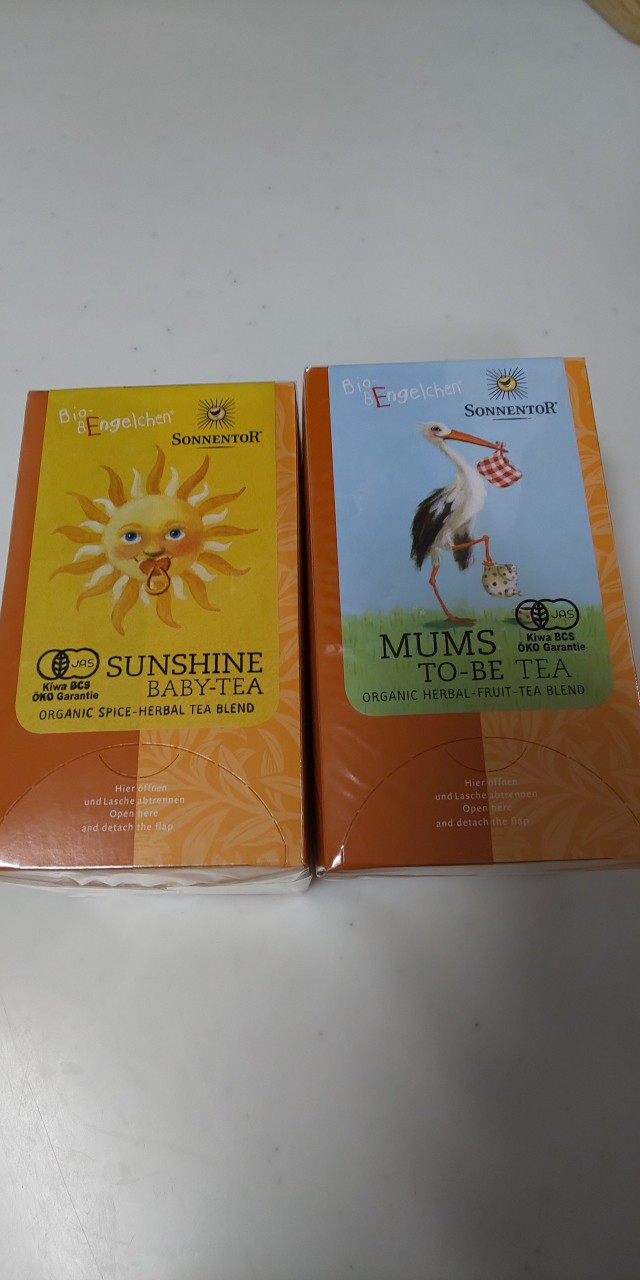 Bio-
BEngelchen®
SONNENTOR®
JAS
Kiwa BCS
ÖKO Garantie
SUNSHINE
BABY-TEA
ORGANIC SPICE-HERBAL TEA BLEND
Hier öffnen
und Lasche abtrennen
Open here
and detach the flap
Bio-
BEngelchen®
SONNENTOR®
MUMS
TO-BE TEA
JAS
Kiwa BCS
ÖKO Garantie
ORGANIC HERBAL-FRUIT-TEA BLEND
Hier öffnen
und Lasche abtrennen
Open here
and detach the flap